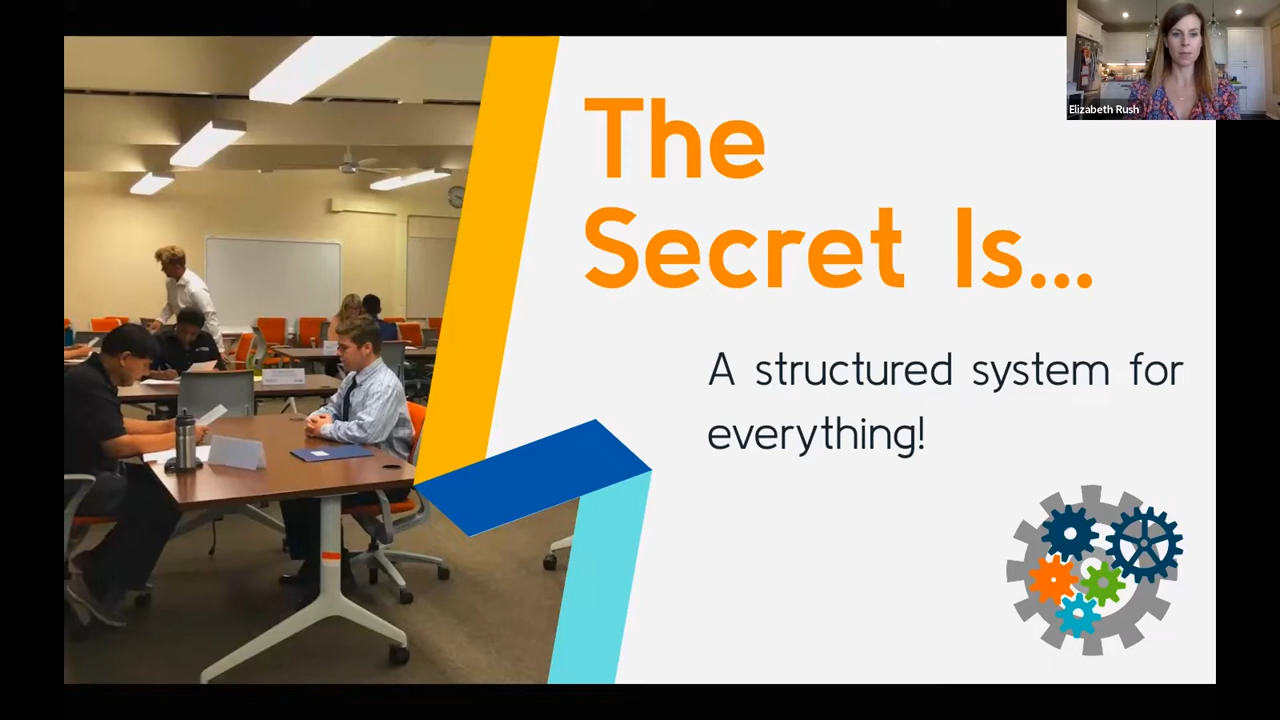 Elizabeth Rush
The
Secret Is...
A structured system for
everything!